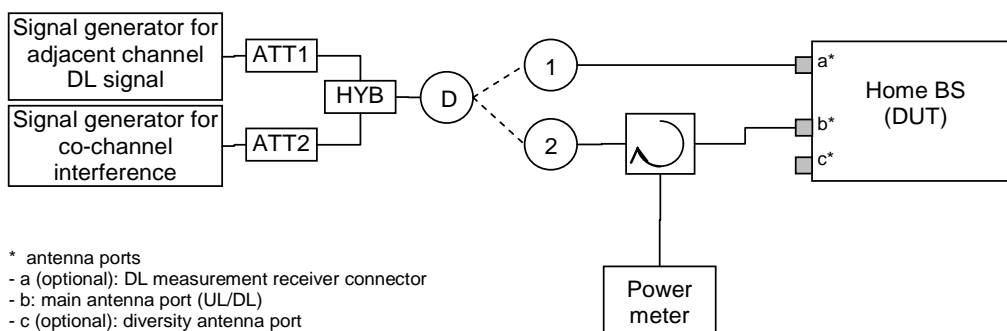 Signal generator for
adjacent channel
DL signal
ATT1
HYB
D
1
2
a*
b*
c*
Home BS
(DUT)
Signal generator for
co-channel
interference
ATT2
Power
meter
* antenna ports
- a (optional): DL measurement receiver connector
- b: main antenna port (UL/DL)
- c (optional): diversity antenna port